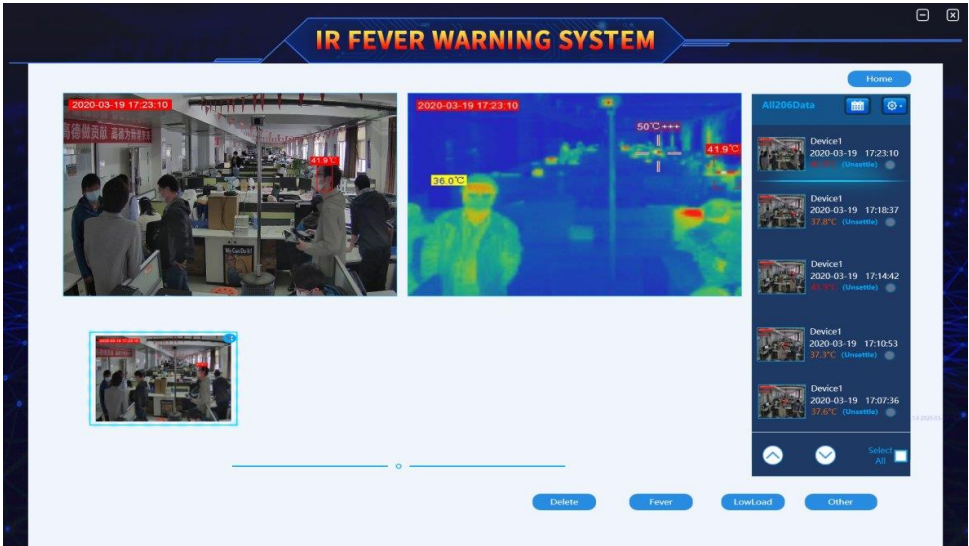 IR FEVER WARNING SYSTEM
Home
2020-03-19 17:23:10
41.9℃
We Can Do It!
2020-03-19 17:23:10
50℃ +++
41.9℃
36.0℃
All206Data
Device1
2020-03-19 17:23:10
(Unsettle)
Device1
2020-03-19 17:18:37
37.8°C (Unsettle)
Device1
2020-03-19 17:14:42
(Unsettle)
Device1
2020-03-19 17:10:53
37.3°C (Unsettle)
Device1
2020-03-19 17:07:36
37.6°C (Unsettle)
Select
All
Delete
Fever
LowLoad
Other